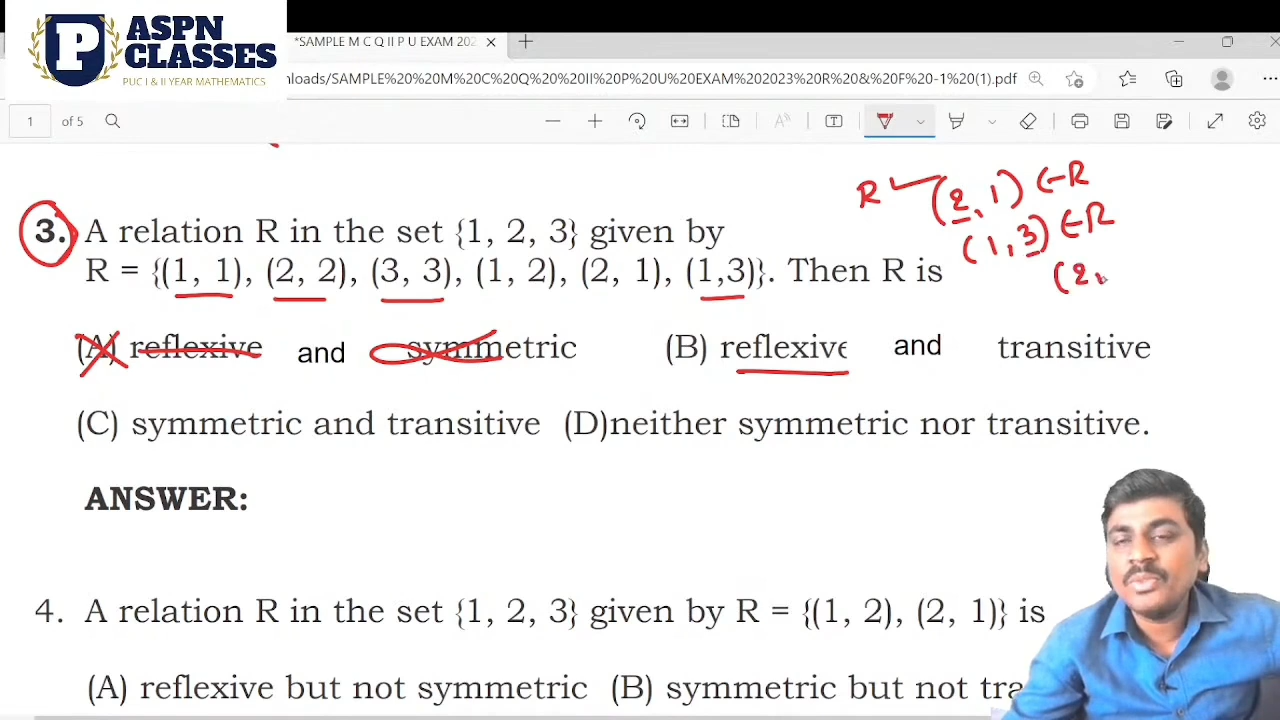 P ASPN CLASSES
PUC I & II YEAR MATHEMATICS
*SAMPLE M C Q II P U EXAM 202
nloads/SAMPLE%20%20M%20C%20Q%20%20II%20P%20U%20EXAM%202023%20R%20&%20F%20-1%20(1).pdf
1 of 5
R (2, 1) ∈ R
(1, 3) ∈ R
(2,
3. A relation R in the set {1, 2, 3} given by
R = {(1, 1), (2, 2), (3, 3), (1, 2), (2, 1), (1,3)}. Then R is
(A) reflexive and symmetric (B) reflexive and transitive
(C) symmetric and transitive (D)neither symmetric nor transitive.
ANSWER:
4. A relation R in the set {1, 2, 3} given by R = {(1, 2), (2, 1)} is
(A) reflexive but not symmetric (B) symmetric but not tra